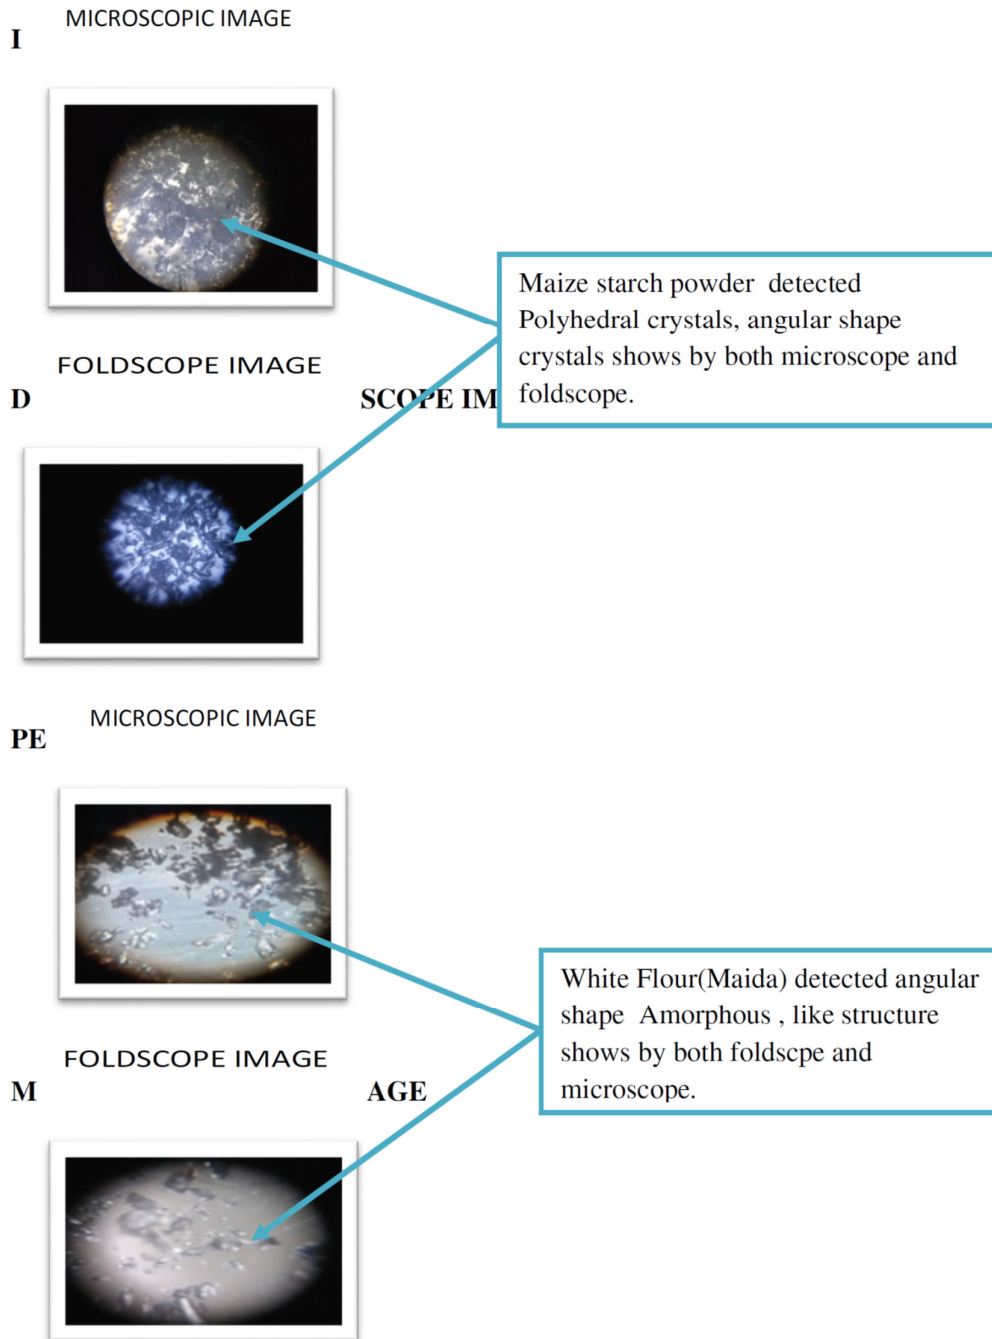 MICROSCOPIC IMAGE
I
Maize starch powder detected
Polyhedral crystals, angular shape
crystals shows by both microscope and
foldscope.
FOLDSCOPE IMAGE
D SCOPE IM
MICROSCOPIC IMAGE
PE
White Flour(Maida) detected angular
shape Amorphous , like structure
shows by both foldscpe and
microscope.
FOLDSCOPE IMAGE
M AGE